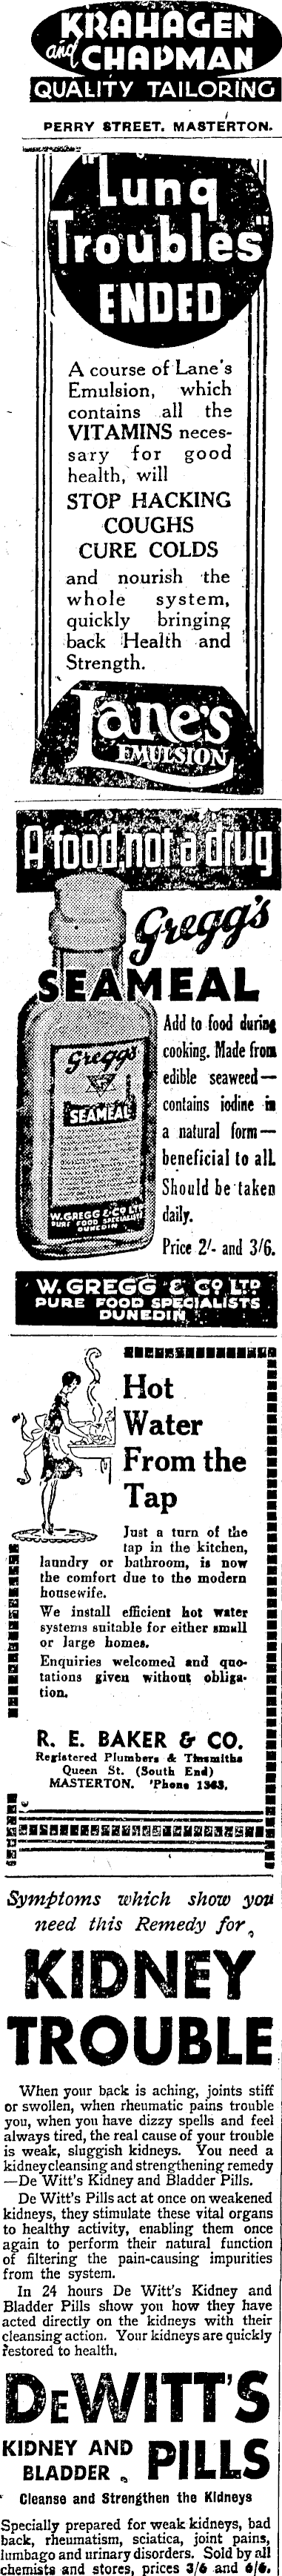 KRAHAGEN
and CHAPMAN
QUALITY TAILORING
PERRY STREET, MASTERTON.
"Lung
Troubles"
ENDED
A course of Lane's
Emulsion, which
contains all the
VITAMINS neces-
sary for good
health, will
STOP HACKING
COUGHS
CURE COLDS
and nourish the
whole system,
quickly bringing
back Health and
Strength.
Lane's
EMULSION
A food, not a drug
Gregg's
SEAMEAL
Add to food during
cooking. Made from
edible seaweed—
contains iodine in
a natural form—
beneficial to all.
Should be taken
daily.
Price 2/- and 3/6.
Gregg's
SEAMEAL
W. GREGG & CO LTD
PURE FOOD SPECIALISTS
DUNEDIN
W. GREGG & CO LTD
PURE FOOD SPECIALISTS
DUNEDIN
Hot
Water
From the
Tap
Just a turn of the
tap in the kitchen,
laundry or bathroom, is now
the comfort due to the modern
housewife.
We install efficient hot water
systems suitable for either small
or large homes.
Enquiries welcomed and quo-
tations given without obliga-
tion.
R. E. BAKER & CO.
Registered Plumbers & Tinsmiths
Queen St. (South End)
MASTERTON. 'Phone 1363.
Symptoms which show you
need this Remedy for
KIDNEY
TROUBLE
When your back is aching, joints stiff
or swollen, when rheumatic pains trouble
you, when you have dizzy spells and feel
always tired, the real cause of your trouble
is weak, sluggish kidneys. You need a
kidney cleansing and strengthening remedy
—De Witt's Kidney and Bladder Pills.
De Witt's Pills act at once on weakened
kidneys, they stimulate these vital organs
to healthy activity, enabling them once
again to perform their natural function
of filtering the pain-causing impurities
from the system.
In 24 hours De Witt's Kidney and
Bladder Pills show you how they have
acted directly on the kidneys with their
cleansing action. Your kidneys are quickly
restored to health.
DEWITT'S
KIDNEY AND
BLADDER PILLS
Cleanse and Strengthen the Kidneys
Specially prepared for weak kidneys, bad
back, rheumatism, sciatica, joint pains,
lumbago and urinary disorders. Sold by all
chemists and stores, prices 3/6 and 6/6.